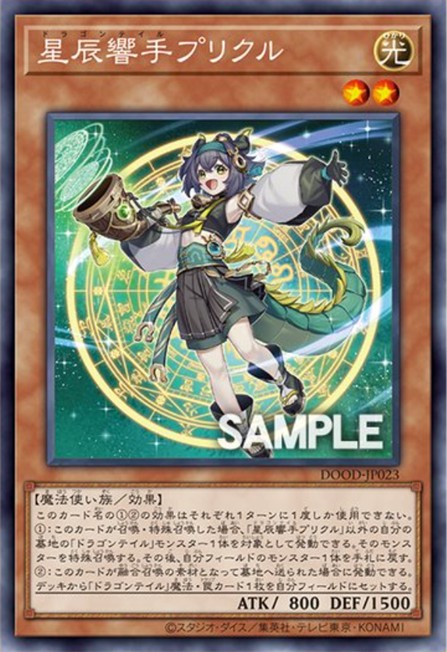 ドラゴンテイル
星辰響手プリクル
ひかり
光
SAMPLE
DOOD-JP023
【魔法使い族／効果】
このカード名の①②の効果はそれぞれ1ターンに1度しか使用できない。
①：このカードが召喚・特殊召喚した場合、「星辰響手プリクル」以外の自分の
墓地の「ドラゴンテイル」モンスター1体を対象として発動できる。そのモンス
ターを特殊召喚する。その後、自分フィールドのモンスター1体を手札に戻す。
②：このカードが融合召喚の素材となって墓地へ送られた場合に発動できる。
デッキから「ドラゴンテイル」魔法・罠カード1枚を自分フィールドにセットする。
ATK/ 800 DEF/1500
©スタジオ・ダイス／集英社・テレビ東京・KONAMI